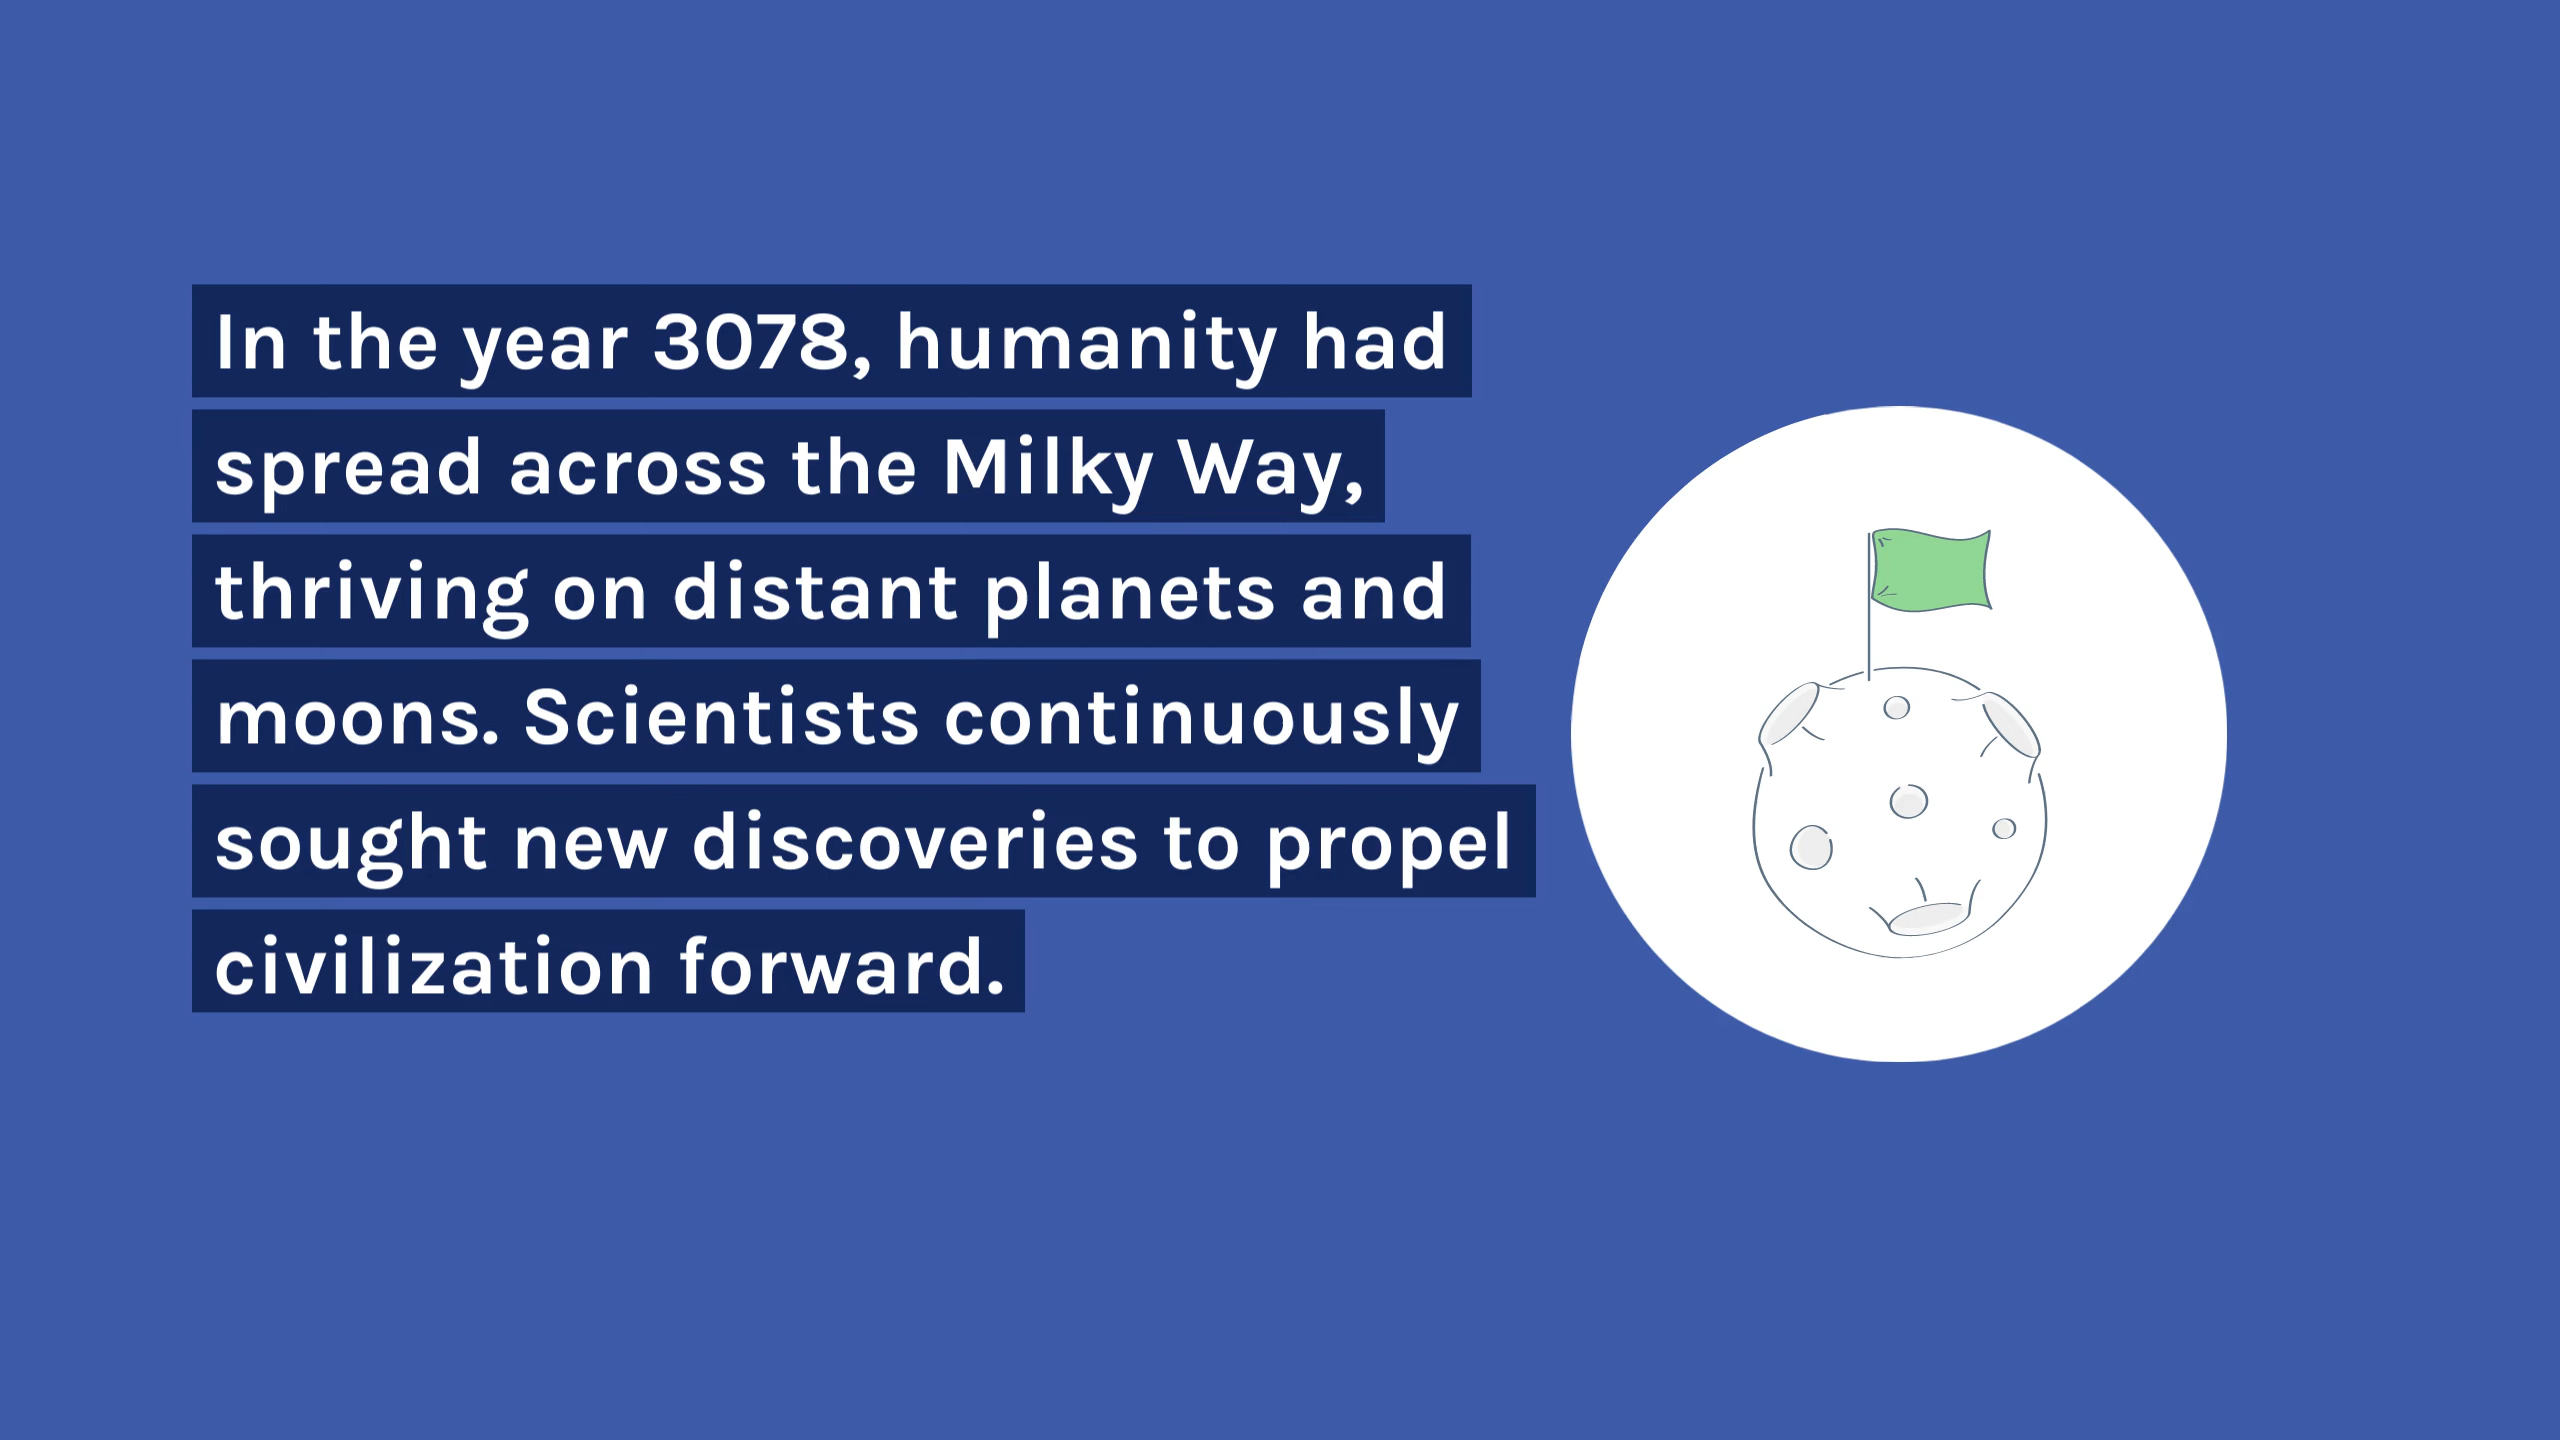 In the year 3078, humanity had
spread across the Milky Way,
thriving on distant planets and
moons. Scientists continuously
sought new discoveries to propel
civilization forward.